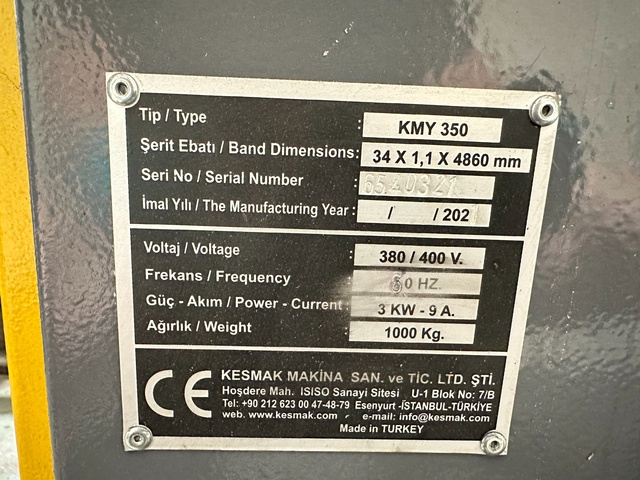 Tip / Type : KMY 350
Şerit Ebatı / Band Dimensions: 34 X 1,1 X 4860 mm
Seri No / Serial Number :
İmal Yılı / The Manufacturing Year : / / 202
Voltaj / Voltage : 380 / 400 V.
Frekans / Frequency : HZ.
Güç - Akım / Power - Current : 3 KW - 9 A.
Ağırlık / Weight : 1000 Kg.
CE
KESMAK MAKİNA SAN. ve TİC. LTD. ŞTİ.
Hoşdere Mah. ISISO Sanayi Sitesi U-1 Blok No: 7/B
Tel: +90 212 623 00 47-48-79 Esenyurt -İSTANBUL-TÜRKİYE
web. www.kesmak.com e-mail: info@kesmak.com
Made in TURKEY